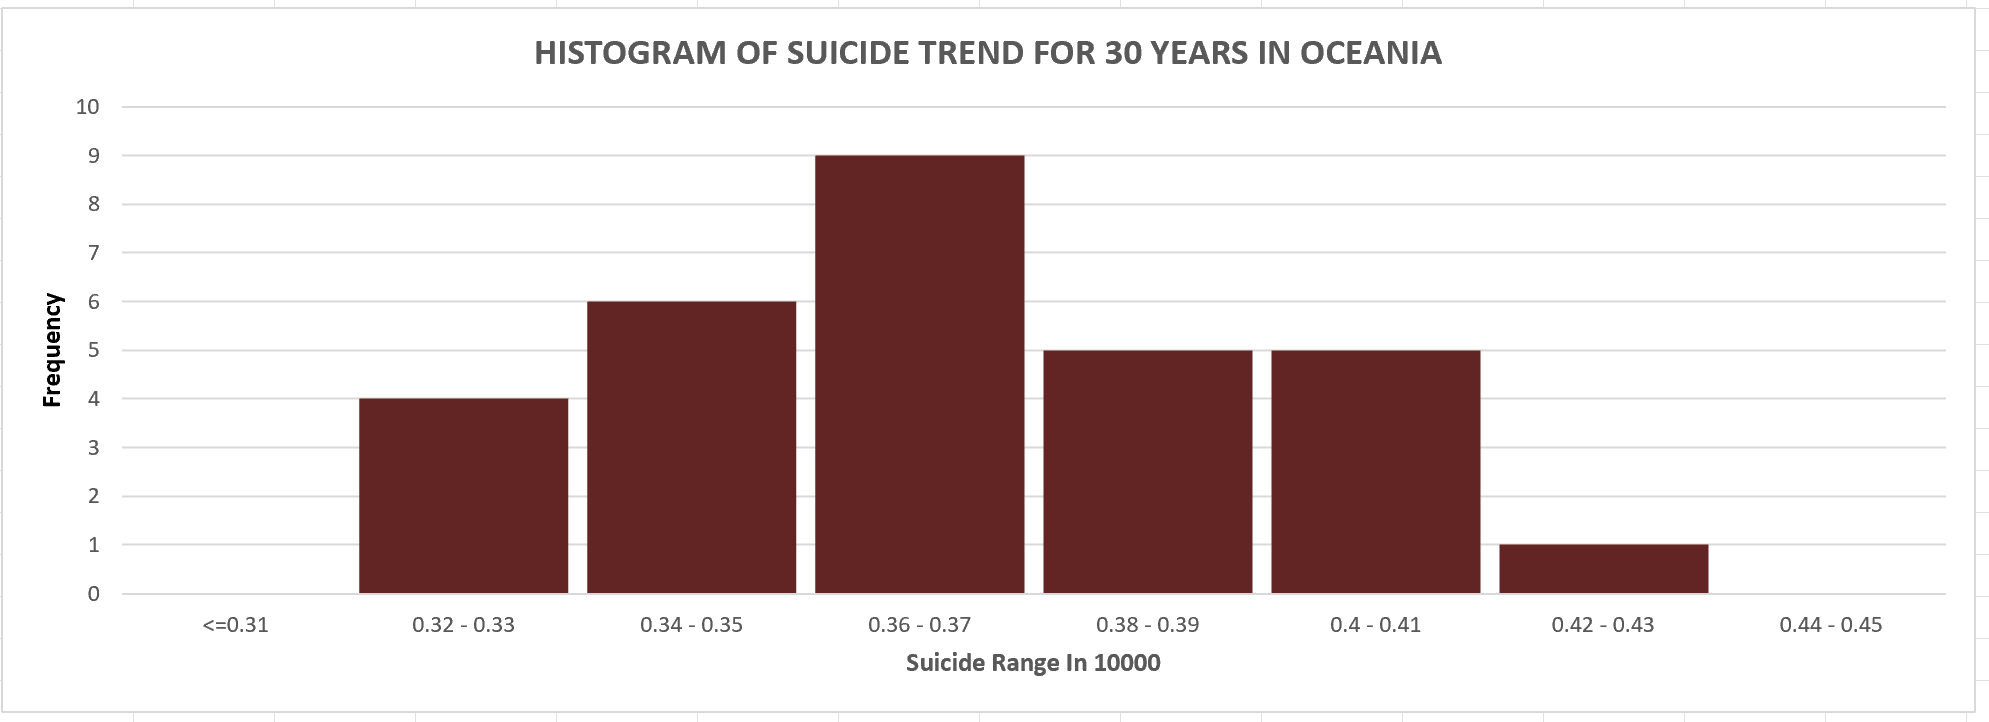 HISTOGRAM OF SUICIDE TREND FOR 30 YEARS IN OCEANIA
10
9
8
7
6
5
4
3
2
1
0
Frequency
<=0.31 0.32 - 0.33 0.34 - 0.35 0.36 - 0.37 0.38 - 0.39 0.4 - 0.41 0.42 - 0.43 0.44 - 0.45
Suicide Range In 10000